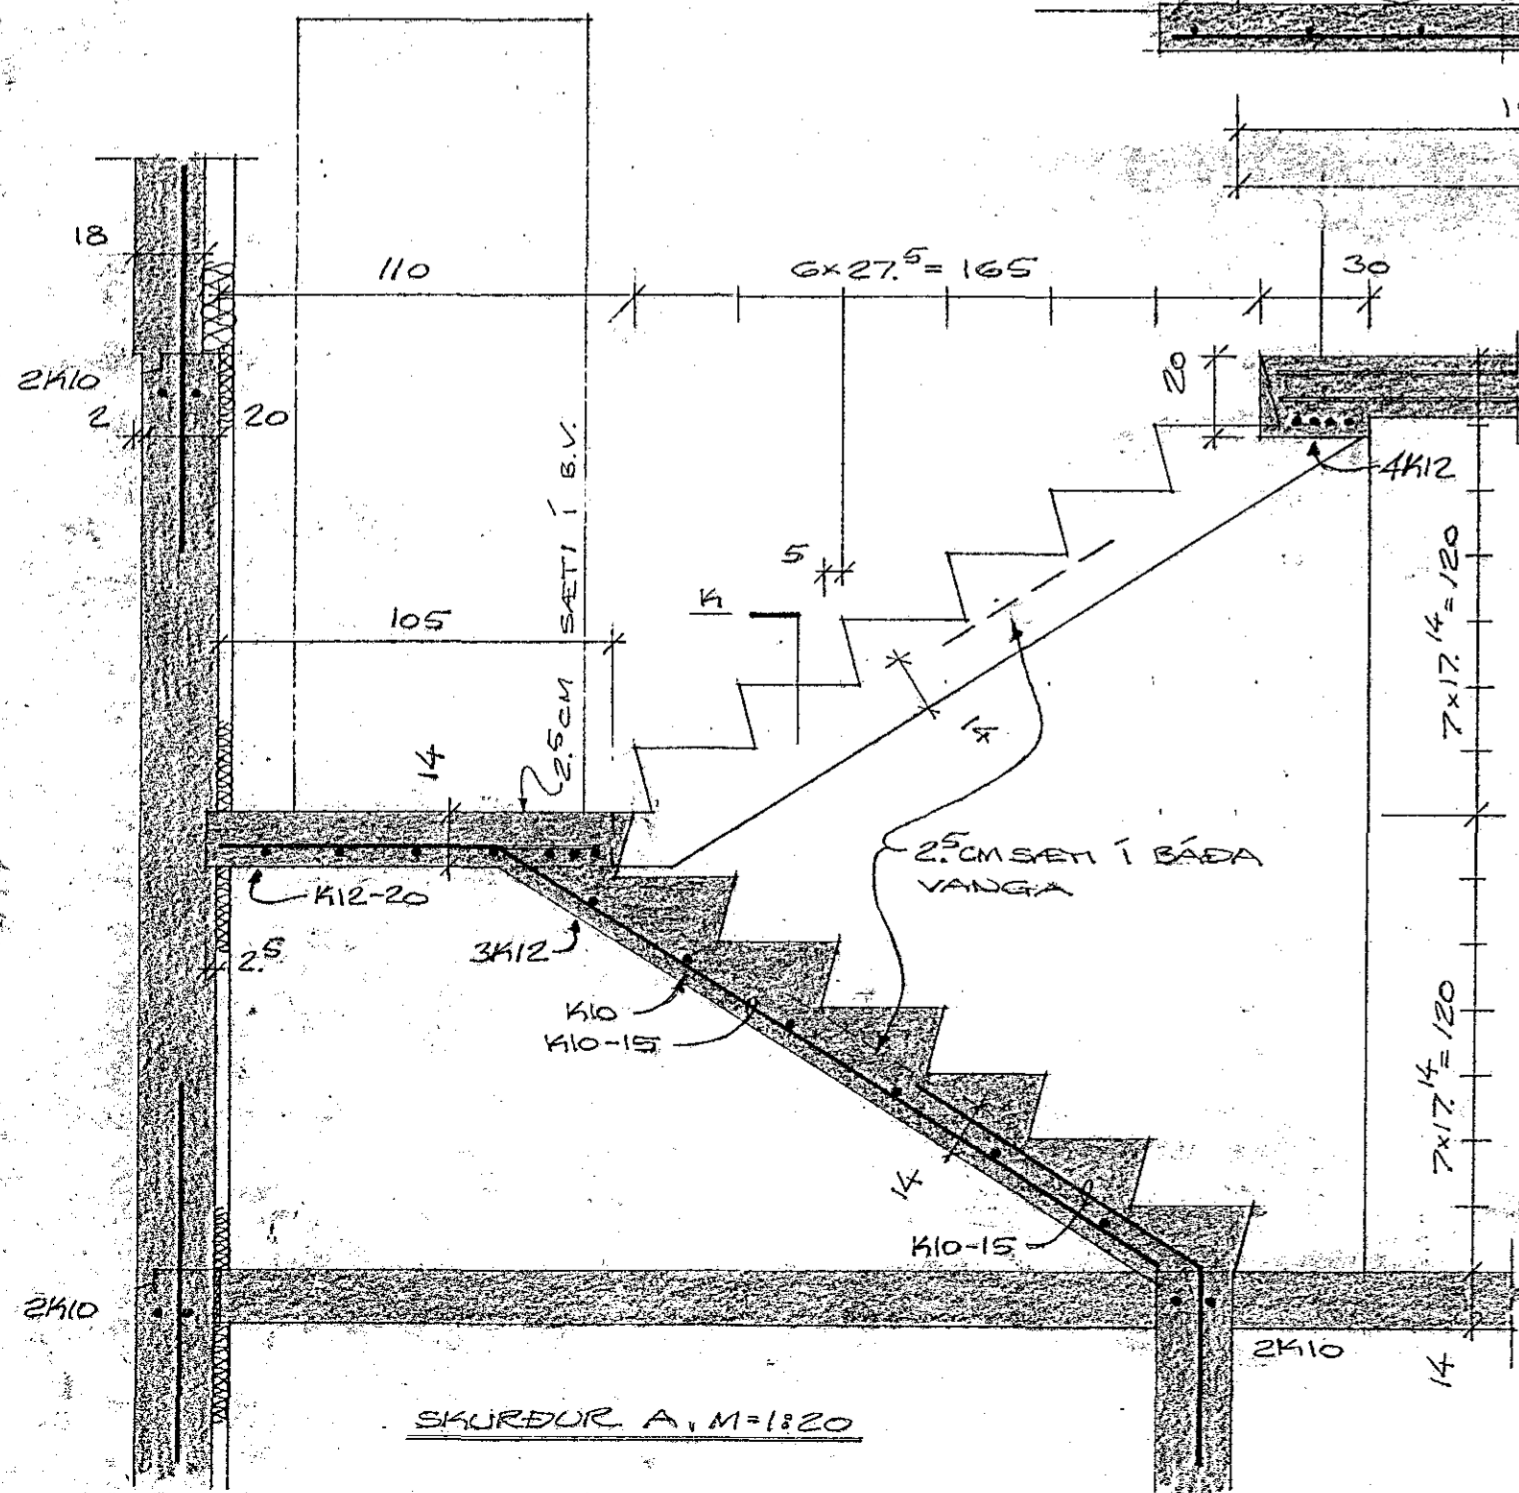 18
110
6×27.⁵= 165
30
2K10
2
20
20
4K12
2.⁵CM SÆTI Í B.V.
5
K
105
7×17.¹⁴=120
14
14
2.⁵CM SÆTI Í BÁÐA
VANGA
K12-20
3K12
2.⁵
K10
K10-15
7×17.¹⁴=120
14
K10-15
2K10
2K10
14
SKURÐUR A, M=1:20